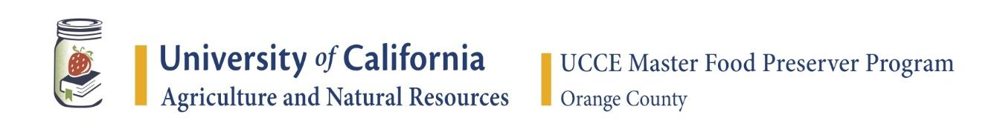 University of California
Agriculture and Natural Resources
UCCE Master Food Preserver Program
Orange County